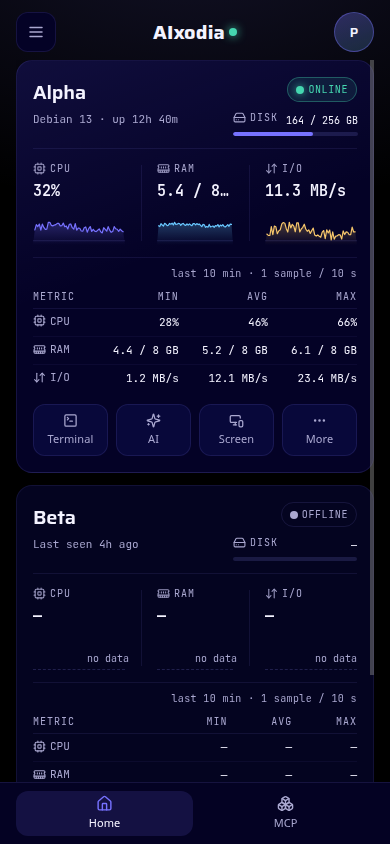 AIxodia
P
Alpha
ONLINE
Debian 13 · up 12h 40m
DISK 164 / 256 GB
CPU RAM I/O
32% 5.4 / 8… 11.3 MB/s
last 10 min · 1 sample / 10 s
METRIC MIN AVG MAX
CPU 28% 46% 66%
RAM 4.4 / 8 GB 5.2 / 8 GB 6.1 / 8 GB
I/O 1.2 MB/s 12.1 MB/s 23.4 MB/s
Terminal AI Screen More
Beta
OFFLINE
Last seen 4h ago
DISK —
CPU RAM I/O
— — —
no data no data no data
last 10 min · 1 sample / 10 s
METRIC MIN AVG MAX
CPU — — —
RAM — — —
Home MCP